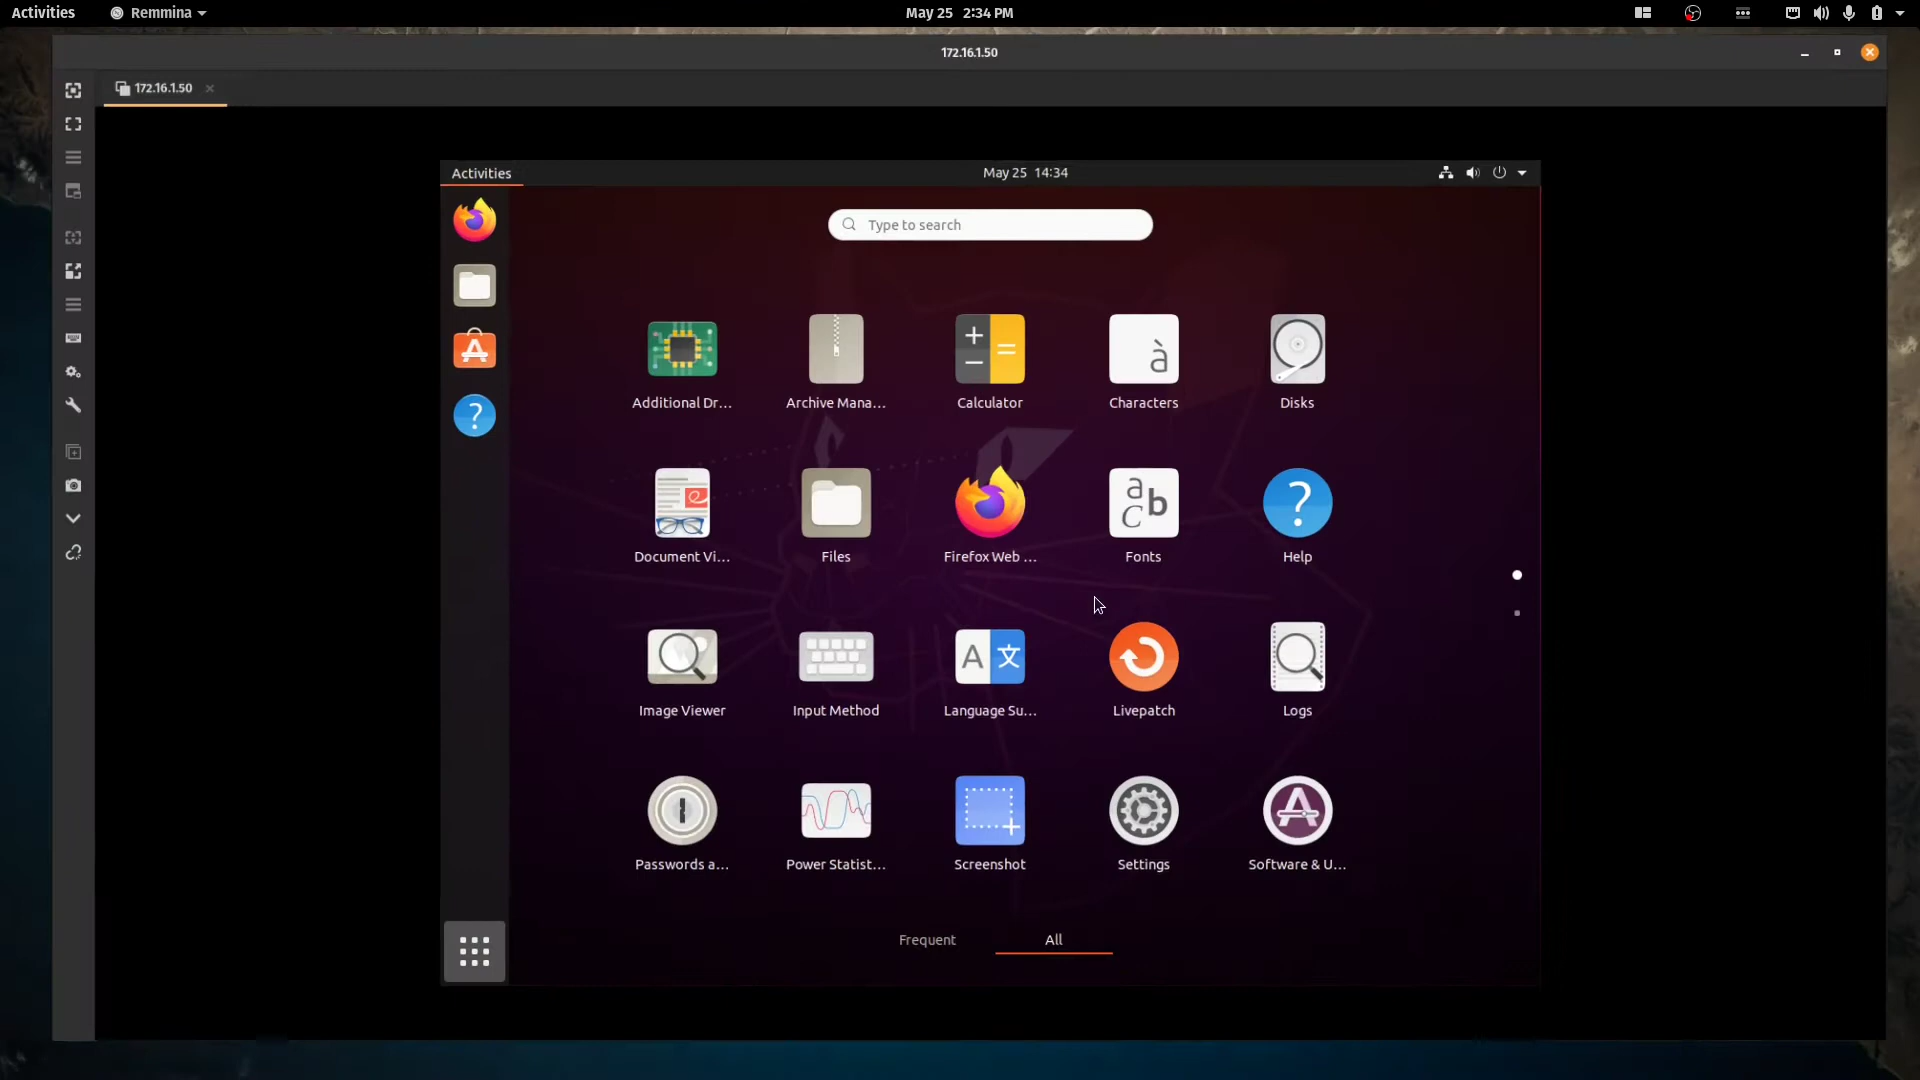 Activities
Remmina
May 25 2:34 PM
172.16.1.50
172.16.1.50
Activities
May 25 14:34
Type to search
Additional Dr...
Archive Mana...
Calculator
Characters
Disks
Document Vi...
Files
Firefox Web ...
Fonts
Help
Image Viewer
Input Method
Language Su...
Livepatch
Logs
Passwords a...
Power Statist...
Screenshot
Settings
Software & U...
Frequent
All